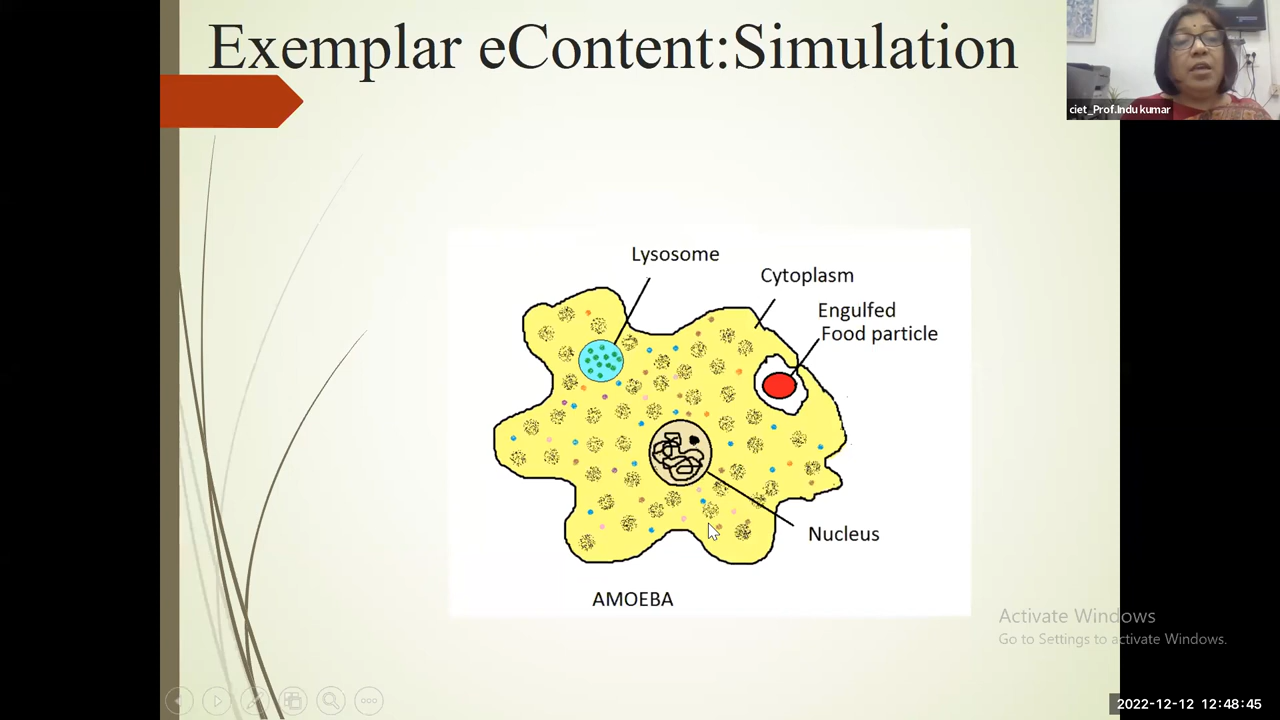 Exemplar eContent:Simulation
ciet_Prof.Indu kumar
Lysosome
Cytoplasm
Engulfed
Food particle
Nucleus
AMOEBA
Activate Windows
Go to Settings to activate Windows.
2022-12-12 12:48:45